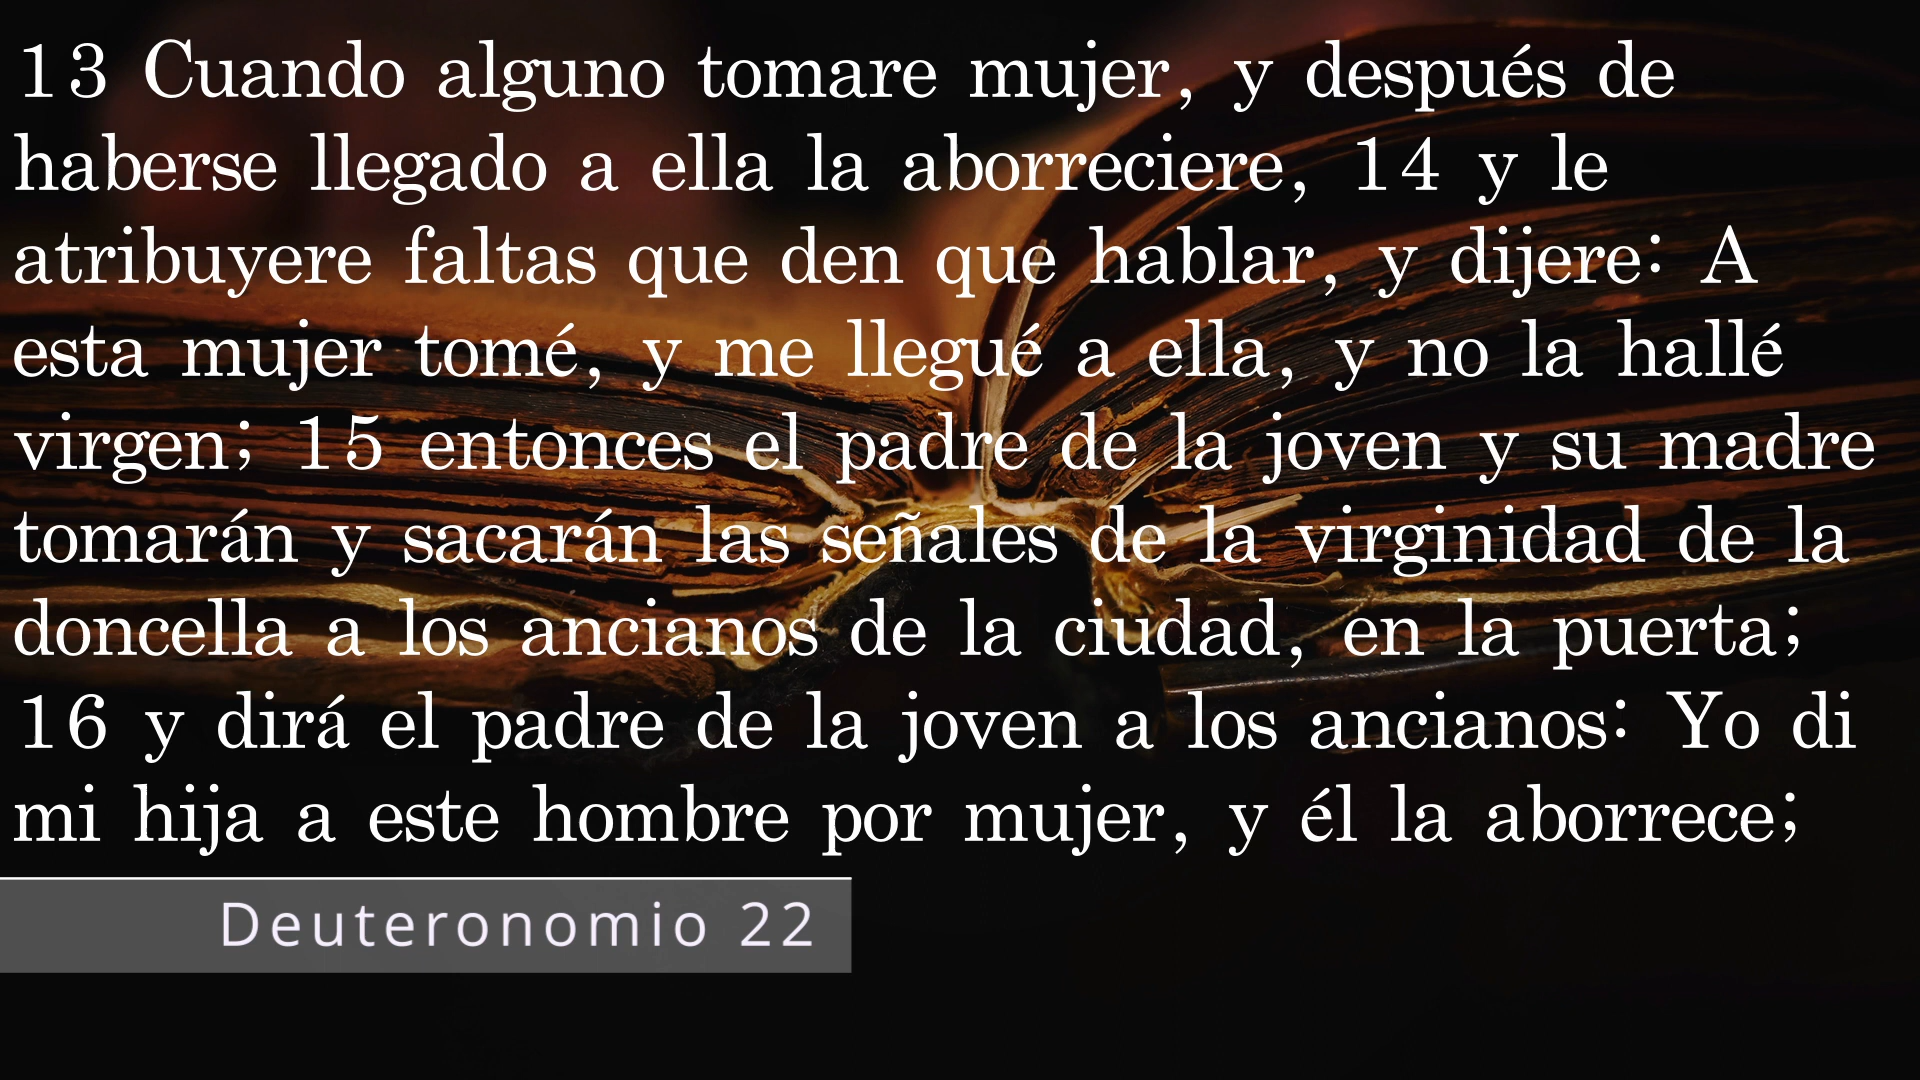 13 Cuando alguno tomare mujer, y después de
haberse llegado a ella la aborreciere, 14 y le
atribuyere faltas que den que hablar, y dijere: A
esta mujer tomé, y me llegué a ella, y no la hallé
virgen; 15 entonces el padre de la joven y su madre
tomarán y sacarán las señales de la virginidad de la
doncella a los ancianos de la ciudad, en la puerta;
16 y dirá el padre de la joven a los ancianos: Yo di
mi hija a este hombre por mujer, y él la aborrece;
Deuteronomio 22